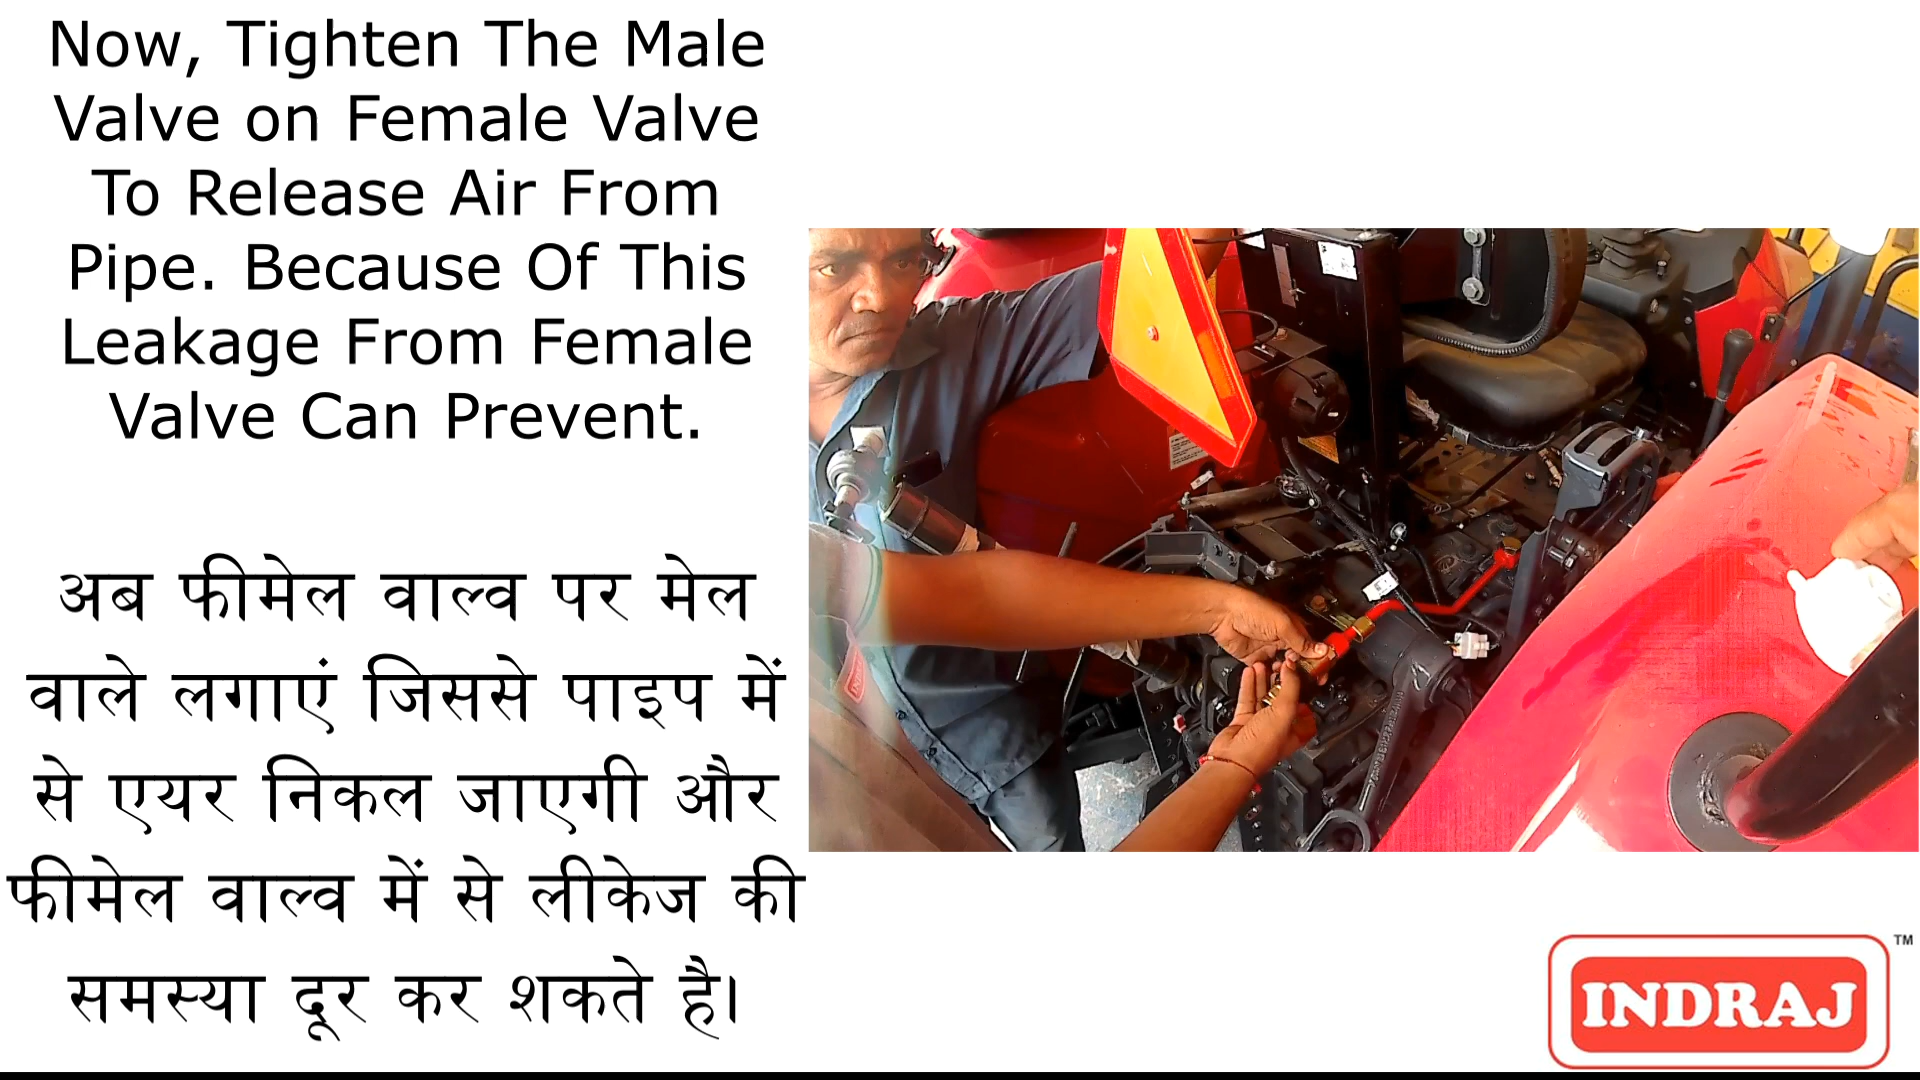 Now, Tighten The Male
Valve on Female Valve
To Release Air From
Pipe. Because Of This
Leakage From Female
Valve Can Prevent.
अब फीमेल वाल्व पर मेल
वाले लगाएं जिससे पाइप में
से एयर निकल जाएगी और
फीमेल वाल्व में से लीकेज की
समस्या दूर कर शकते है।
INDRAJ
TM